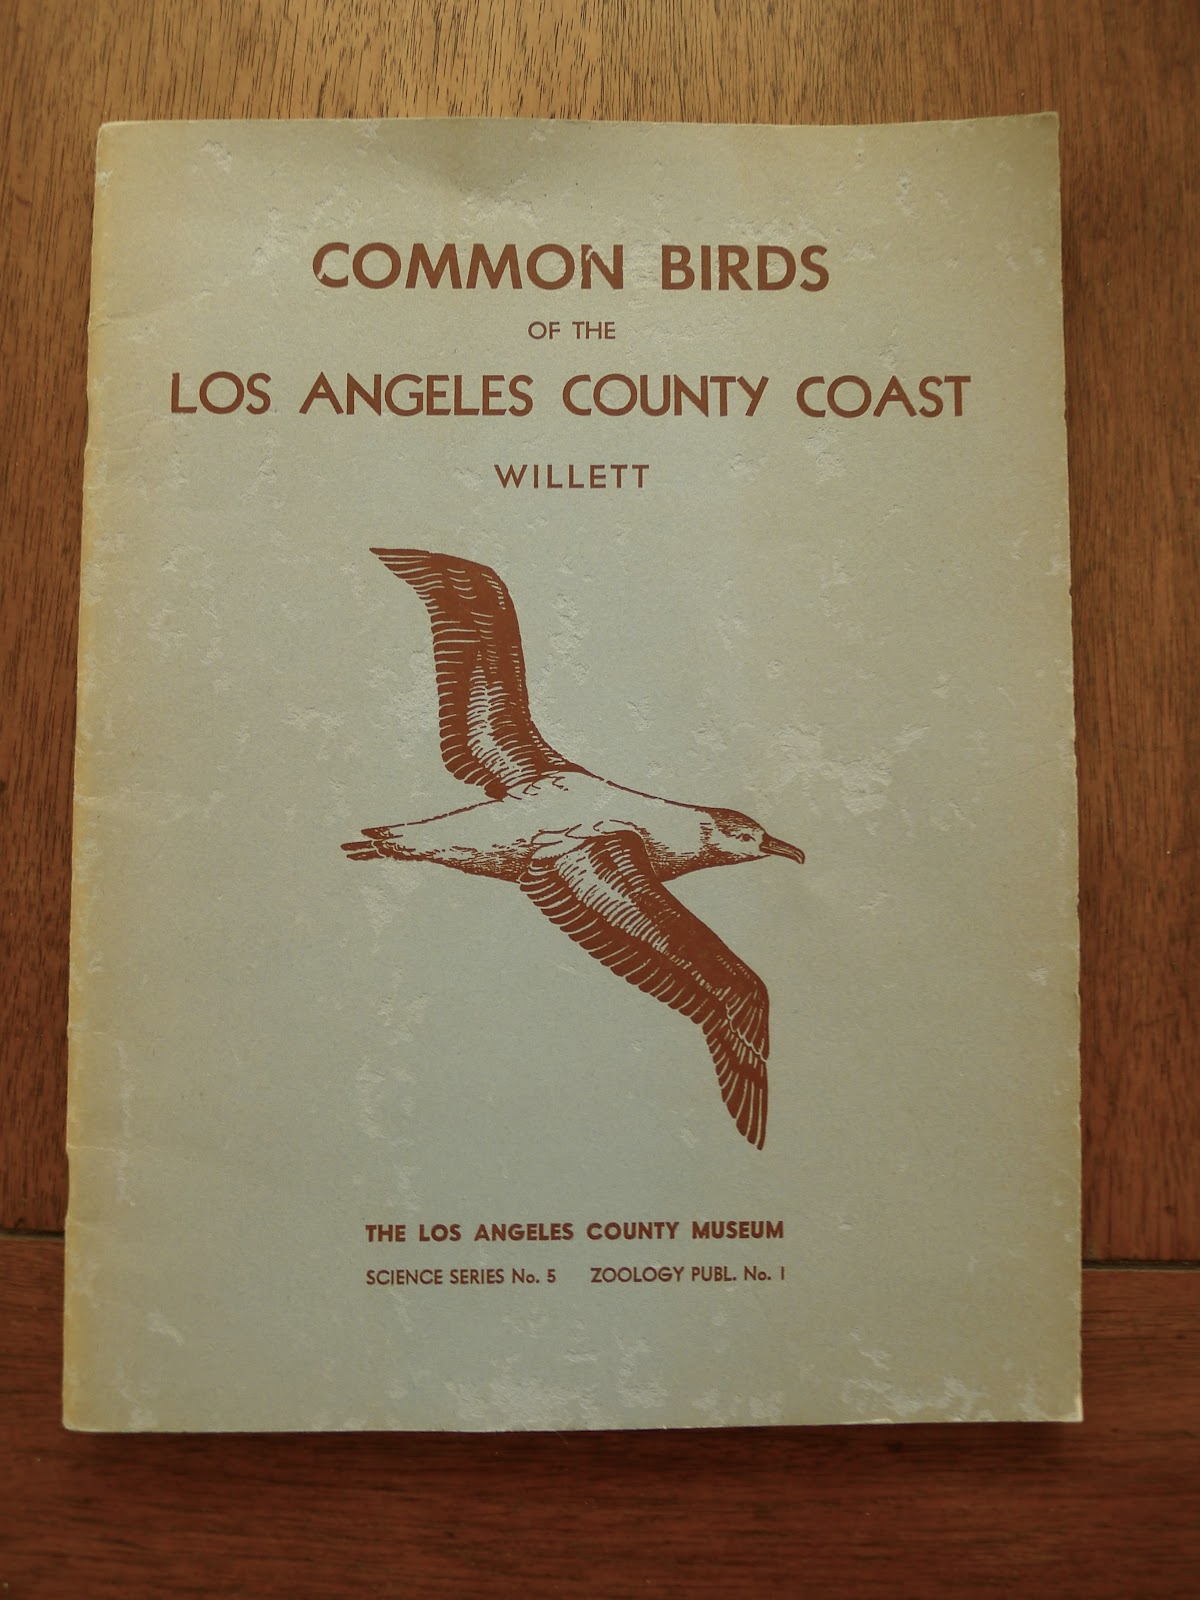 COMMON BIRDS
OF THE
LOS ANGELES COUNTY COAST
WILLETT
THE LOS ANGELES COUNTY MUSEUM
SCIENCE SERIES No. 5 ZOOLOGY PUBL. No. 1